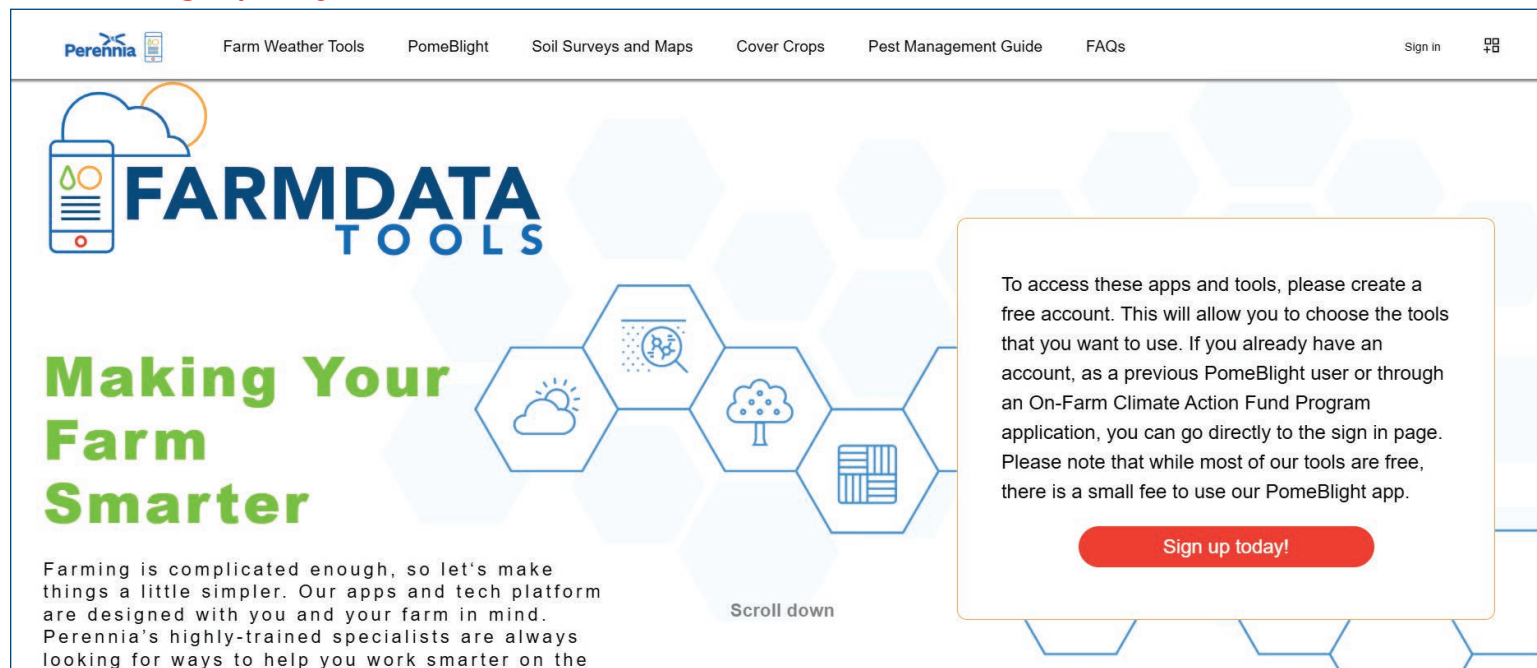 Perennia
Farm Weather Tools
PomeBlight
Soil Surveys and Maps
Cover Crops
Pest Management Guide
FAQs
Sign in
FARMDATA
TOOLS
Making Your
Farm
Smarter
Farming is complicated enough, so let's make
things a little simpler. Our apps and tech platform
are designed with you and your farm in mind.
Perennia's highly-trained specialists are always
looking for ways to help you work smarter on the
Scroll down
To access these apps and tools, please create a
free account. This will allow you to choose the tools
that you want to use. If you already have an
account, as a previous PomeBlight user or through
an On-Farm Climate Action Fund Program
application, you can go directly to the sign in page.
Please note that while most of our tools are free,
there is a small fee to use our PomeBlight app.
Sign up today!